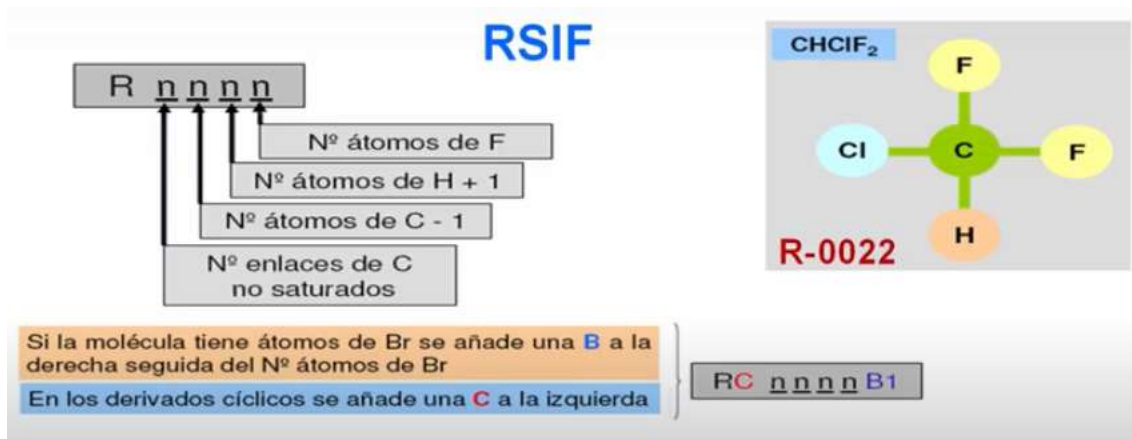 RSIF
R n n n n
Nº átomos de F
Nº átomos de H + 1
Nº átomos de C - 1
Nº enlaces de C
no saturados
CHClF₂
F
Cl C F
H
R-0022
Si la molécula tiene átomos de Br se añade una B a la
derecha seguida del Nº átomos de Br
En los derivados cíclicos se añade una C a la izquierda
RC n n n n B1